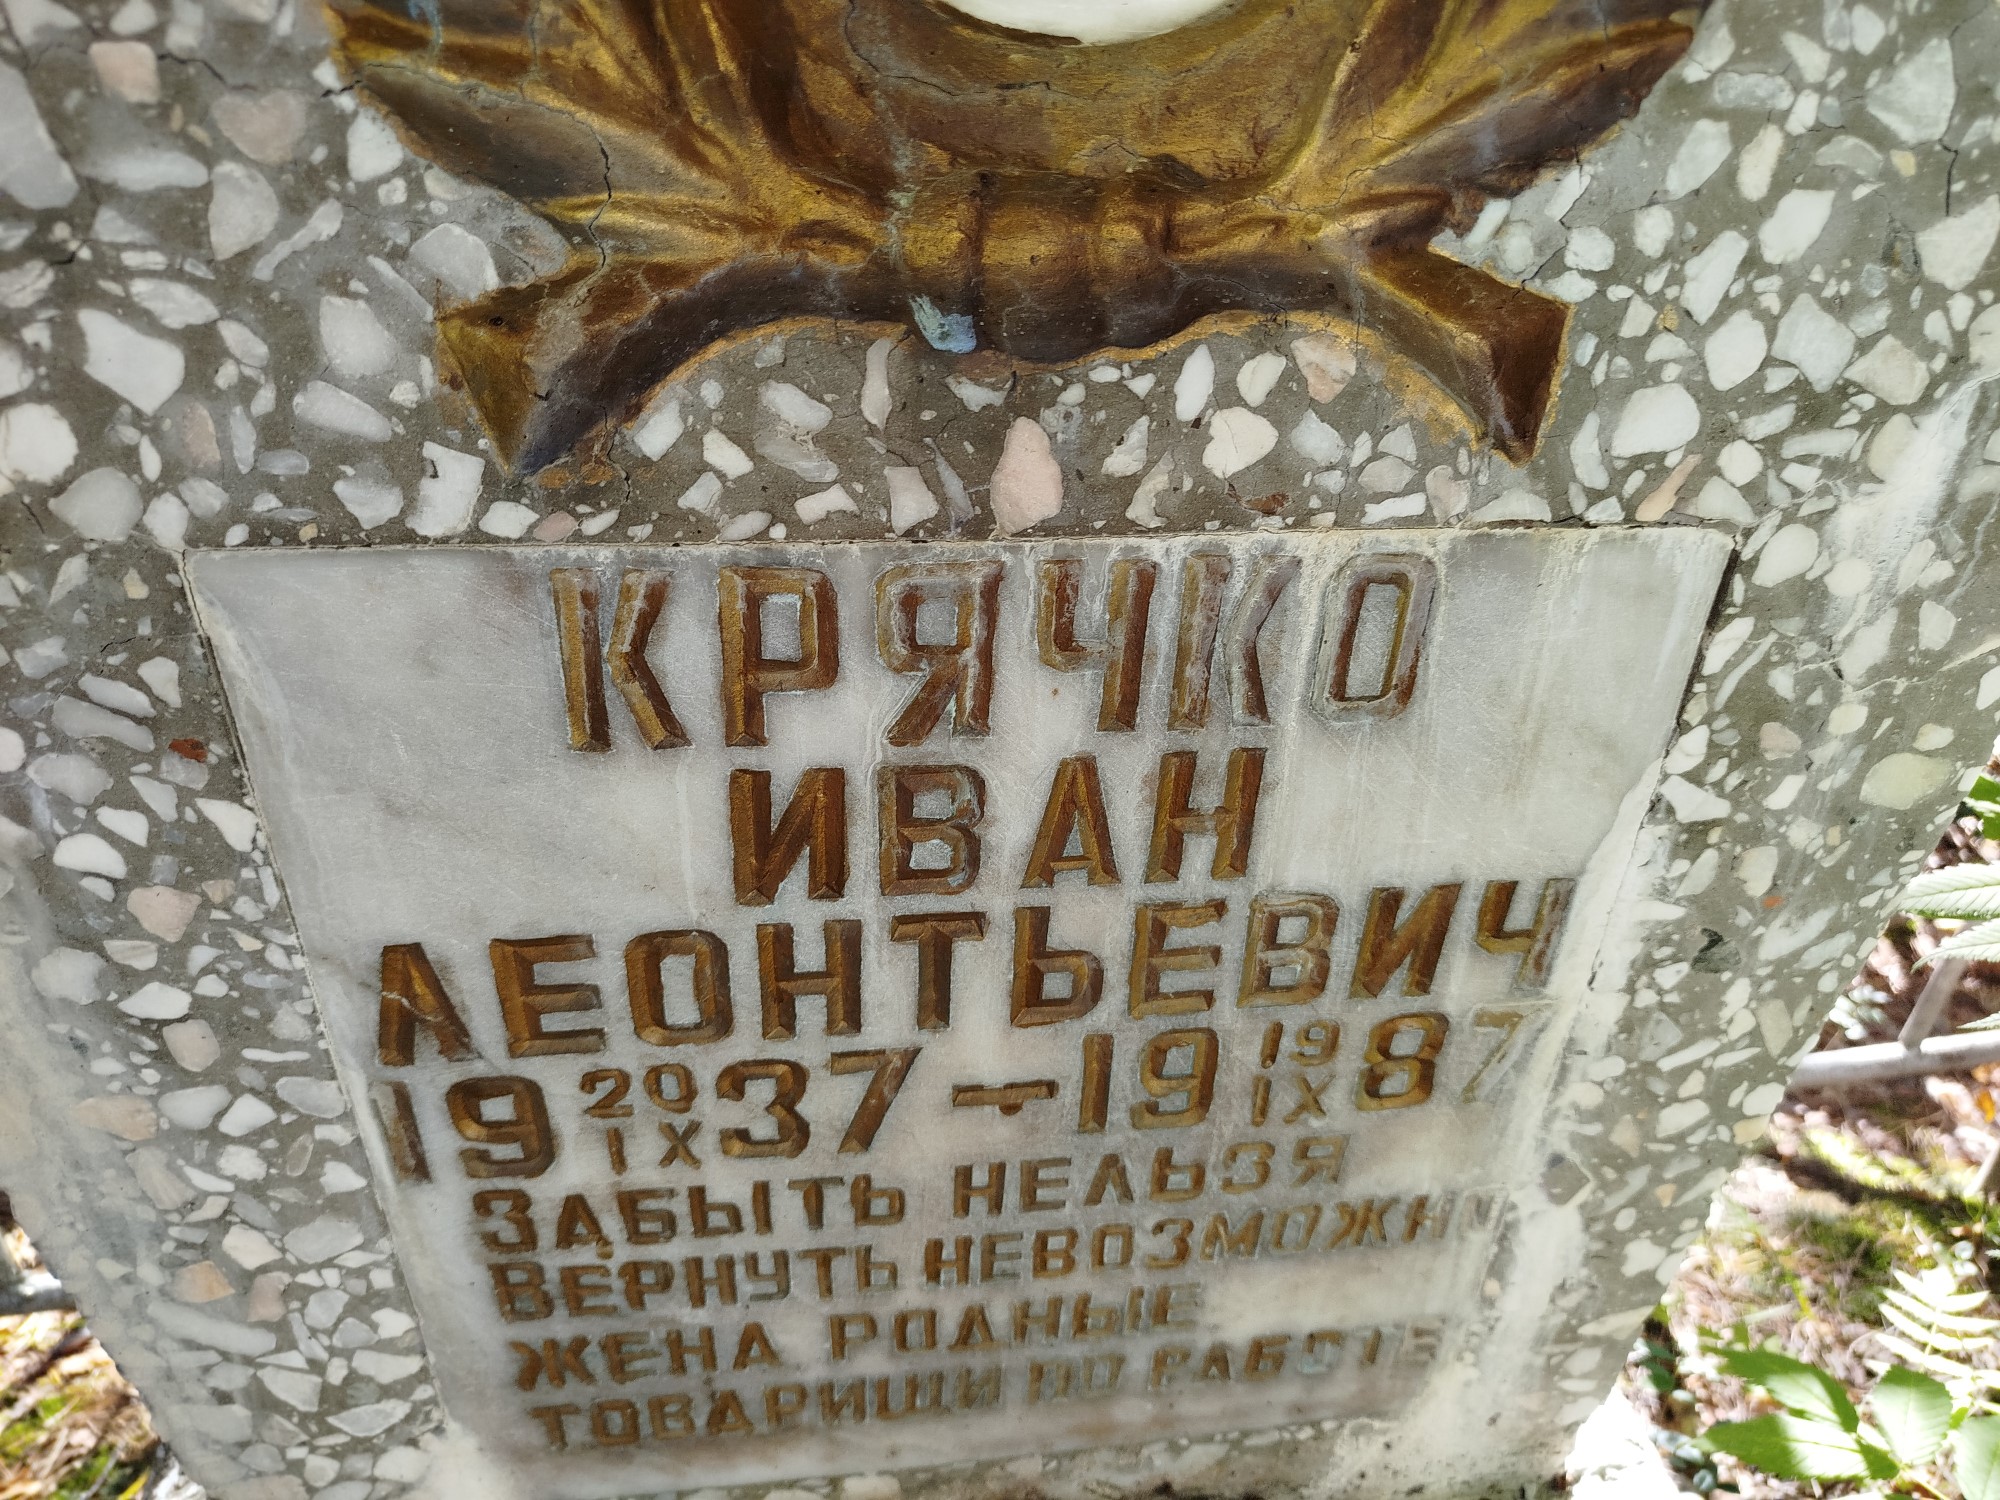 КРЯЧКО
ИВАН
ЛЕОНТЬЕВИЧ
19 20/IX 37 – 19 19/IX 87
ЗАБЫТЬ НЕЛЬЗЯ
ВЕРНУТЬ НЕВОЗМОЖНО
ЖЕНА РОДНЫЕ
ТОВАРИЩИ ПО РАБОТЕ